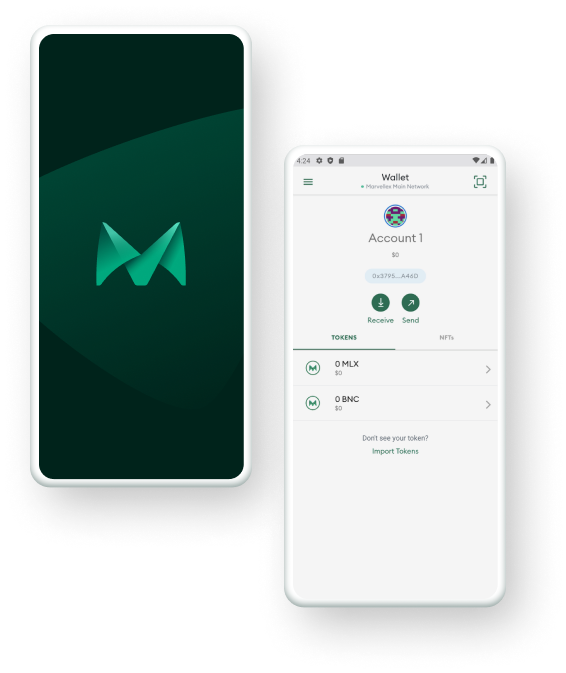 4:24
Wallet
Marvellex Main Network
Account 1
$0
0x3795...A46D
Receive Send
TOKENS NFTs
0 MLX
$0
0 BNC
$0
Don't see your token?
Import Tokens